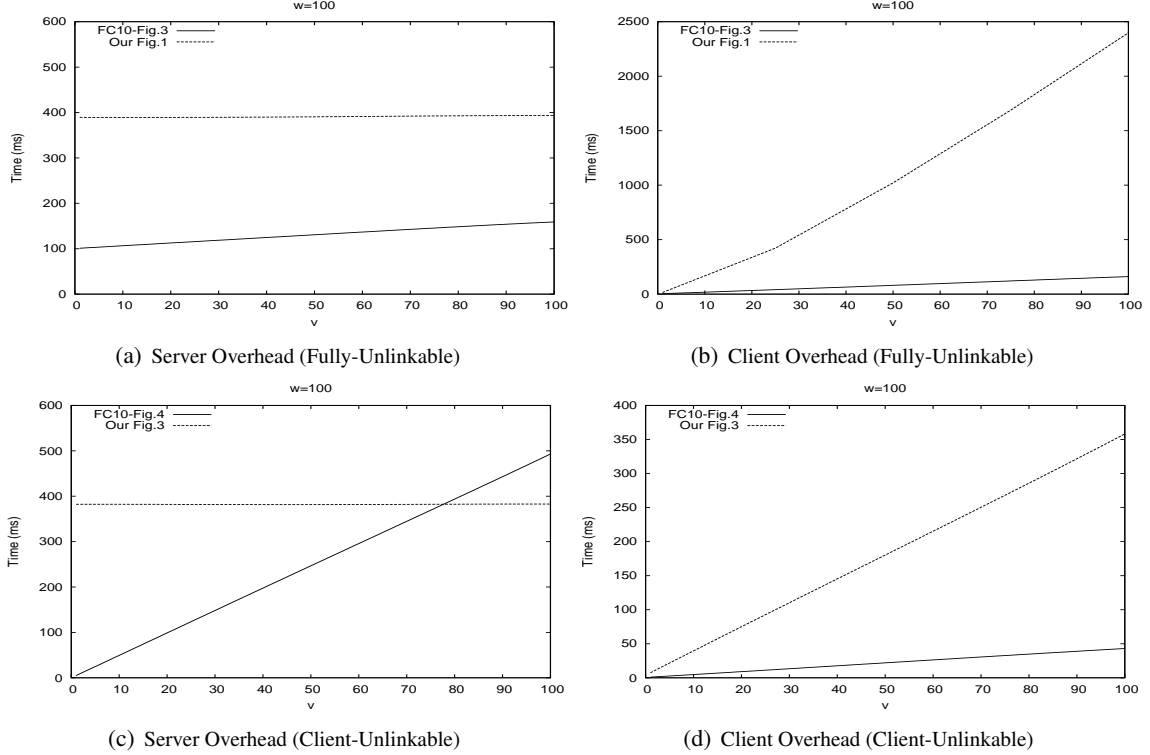 w=100
FC10-Fig.3
Our Fig.1
600
500
400
300
200
100
0
Time (ms)
0 10 20 30 40 50 60 70 80 90 100
v
(a) Server Overhead (Fully-Unlinkable)
w=100
FC10-Fig.3
Our Fig.1
2500
2000
1500
1000
500
0
Time (ms)
0 10 20 30 40 50 60 70 80 90 100
v
(b) Client Overhead (Fully-Unlinkable)
w=100
FC10-Fig.4
Our Fig.3
600
500
400
300
200
100
0
Time (ms)
0 10 20 30 40 50 60 70 80 90 100
v
(c) Server Overhead (Client-Unlinkable)
w=100
FC10-Fig.4
Our Fig.3
400
350
300
250
200
150
100
50
0
Time (ms)
0 10 20 30 40 50 60 70 80 90 100
v
(d) Client Overhead (Client-Unlinkable)